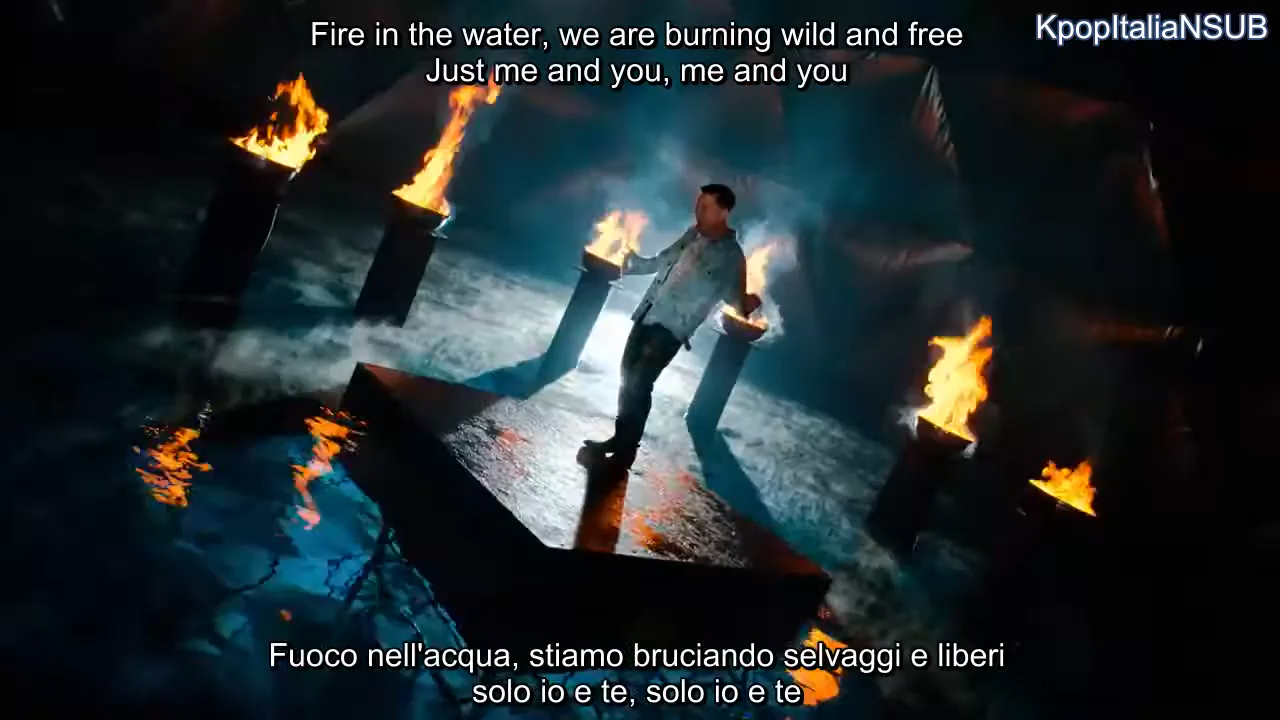 Fire in the water, we are burning wild and free
Just me and you, me and you
KpopItaliaNSUB
Fuoco nell'acqua, stiamo bruciando selvaggi e liberi
solo io e te, solo io e te